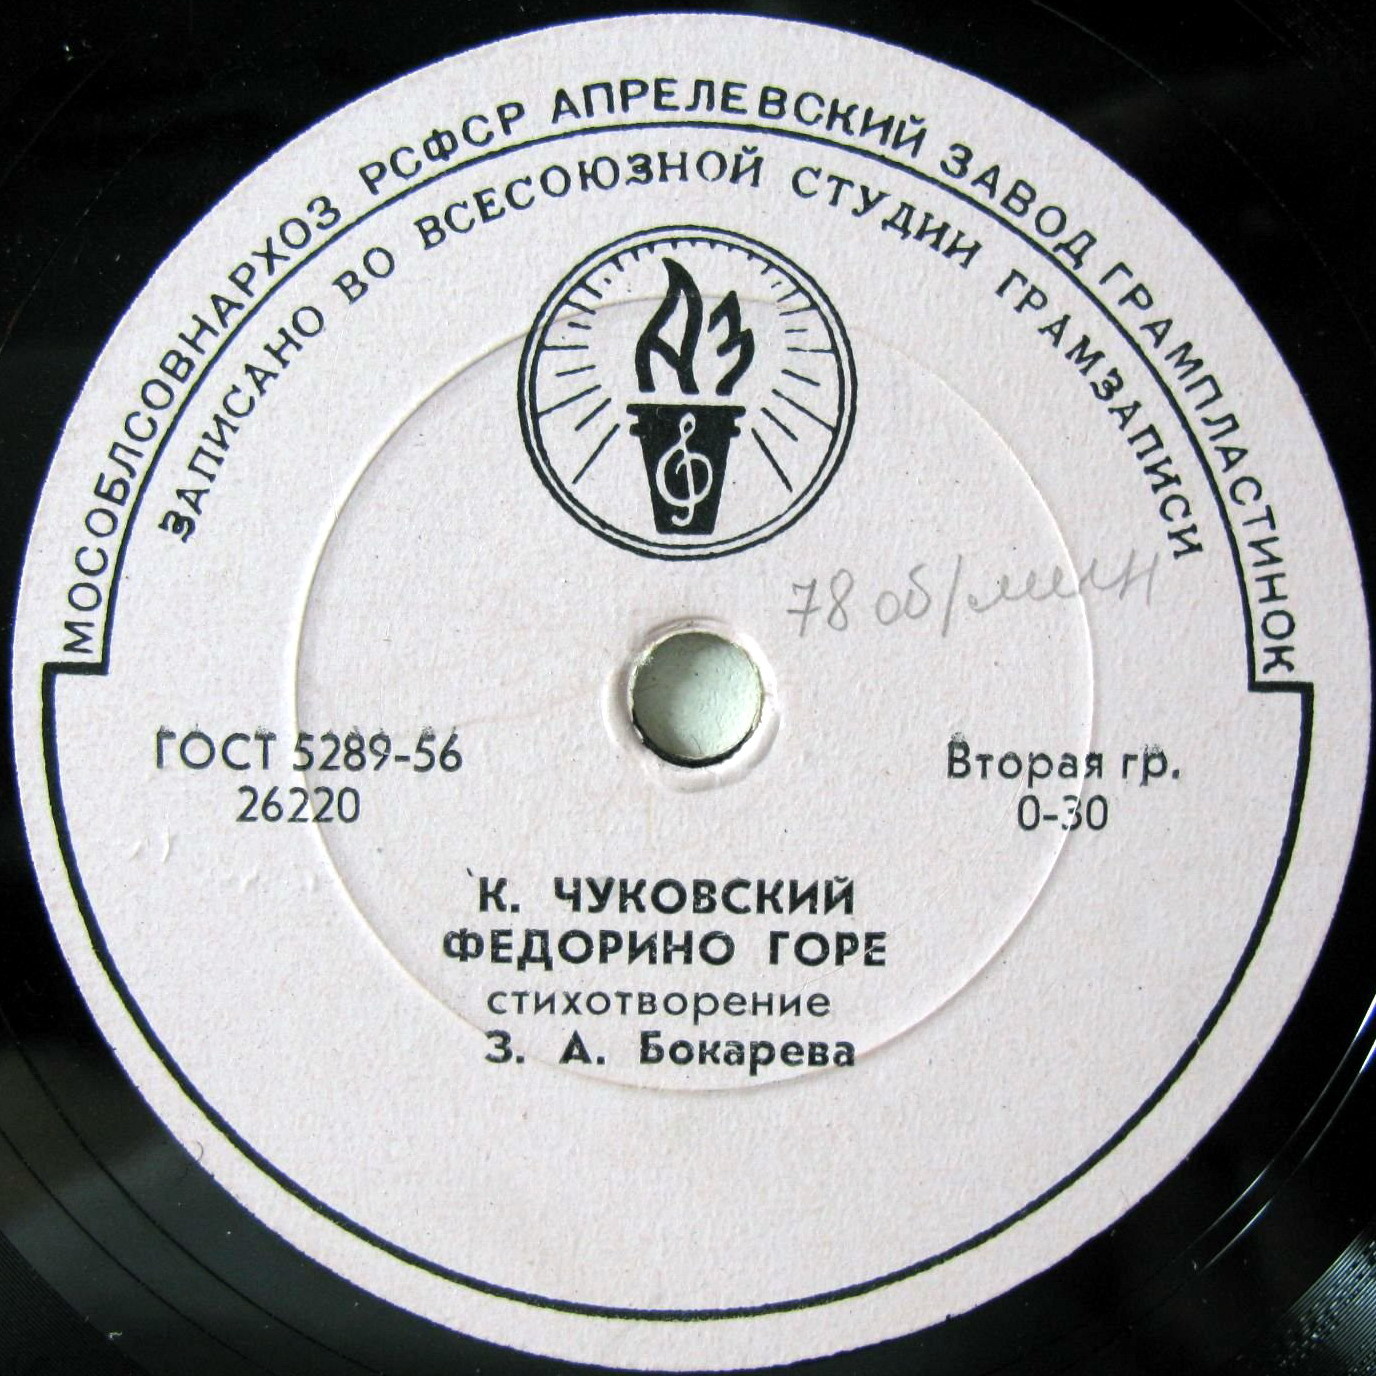 МОСОБЛСОВНАРХОЗ РСФСР АПРЕЛЕВСКИЙ ЗАВОД ГРАМПЛАСТИНОК
ЗАПИСАНО ВО ВСЕСОЮЗНОЙ СТУДИИ ГРАМЗАПИСИ
АЗ
78 об/мин
ГОСТ 5289-56
26220
Вторая гр.
0-30
К. ЧУКОВСКИЙ
ФЕДОРИНО ГОРЕ
стихотворение
З. А. Бокарева